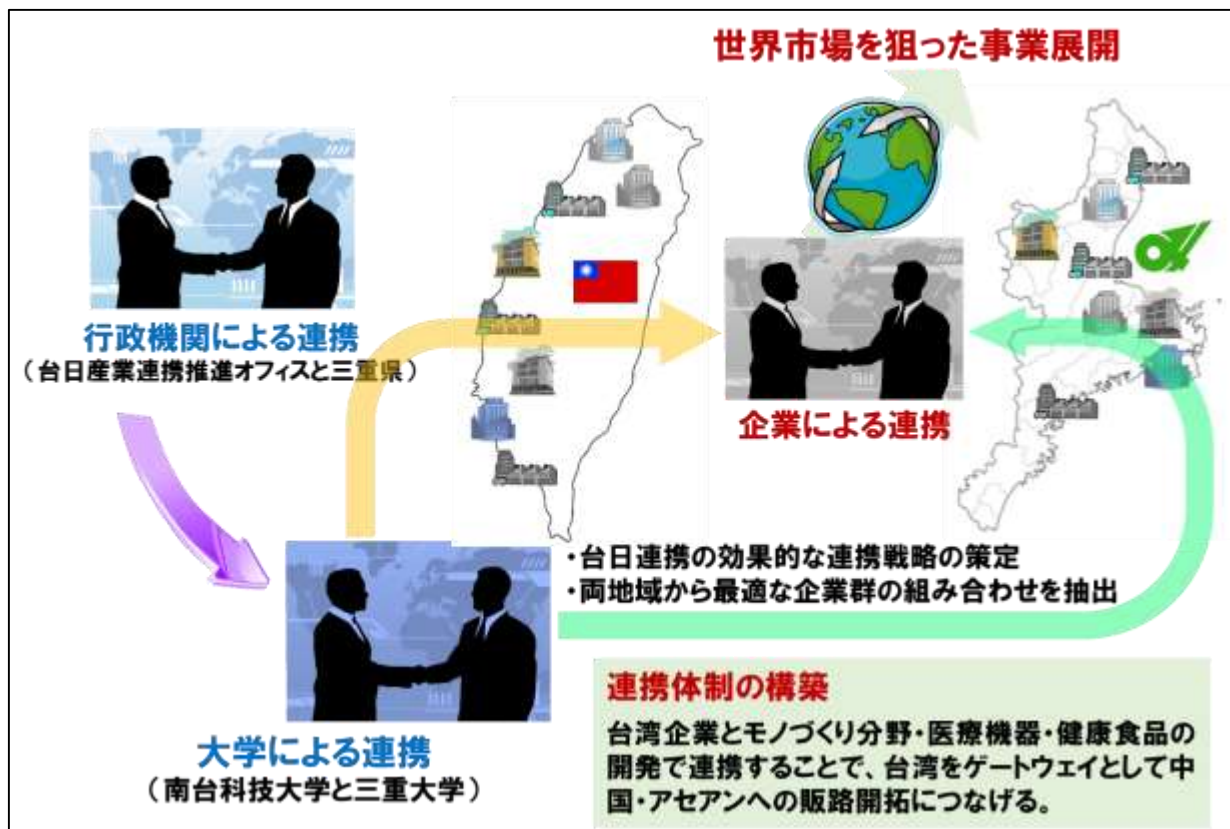 世界市場を狙った事業展開
行政機関による連携
（台日産業連携推進オフィスと三重県）
企業による連携
・台日連携の効果的な連携戦略の策定
・両地域から最適な企業群の組み合わせを抽出
大学による連携
（南台科技大学と三重大学）
連携体制の構築
台湾企業とモノづくり分野・医療機器・健康食品の
開発で連携することで、台湾をゲートウェイとして中
国・アセアンへの販路開拓につなげる。